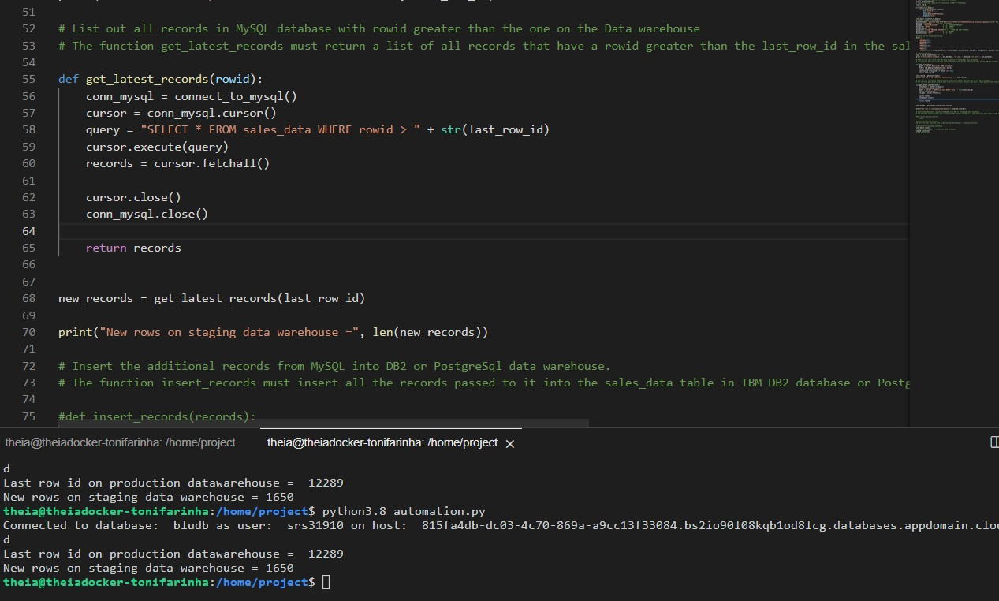 51
52 # List out all records in MySQL database with rowid greater than the one on the Data warehouse
53 # The function get_latest_records must return a list of all records that have a rowid greater than the last_row_id in the sal
54
55 def get_latest_records(rowid):
56 conn_mysql = connect_to_mysql()
57 cursor = conn_mysql.cursor()
58 query = "SELECT * FROM sales_data WHERE rowid > " + str(last_row_id)
59 cursor.execute(query)
60 records = cursor.fetchall()
61
62 cursor.close()
63 conn_mysql.close()
64
65 return records
66
67
68 new_records = get_latest_records(last_row_id)
69
70 print("New rows on staging data warehouse =", len(new_records))
71
72 # Insert the additional records from MySQL into DB2 or PostgreSql data warehouse.
73 # The function insert_records must insert all the records passed to it into the sales_data table in IBM DB2 database or Postg
74
75 #def insert_records(records):
theia@theiadocker-tonifarinha: /home/project theia@theiadocker-tonifarinha: /home/project ×
d
Last row id on production datawarehouse =  12289
New rows on staging data warehouse = 1650
theia@theiadocker-tonifarinha:/home/project$ python3.8 automation.py
Connected to database:  bludb as user:  srs31910 on host:  815fa4db-dc03-4c70-869a-a9cc13f33084.bs2io90l08kqb1od8lcg.databases.appdomain.clou
d
Last row id on production datawarehouse =  12289
New rows on staging data warehouse = 1650
theia@theiadocker-tonifarinha:/home/project$